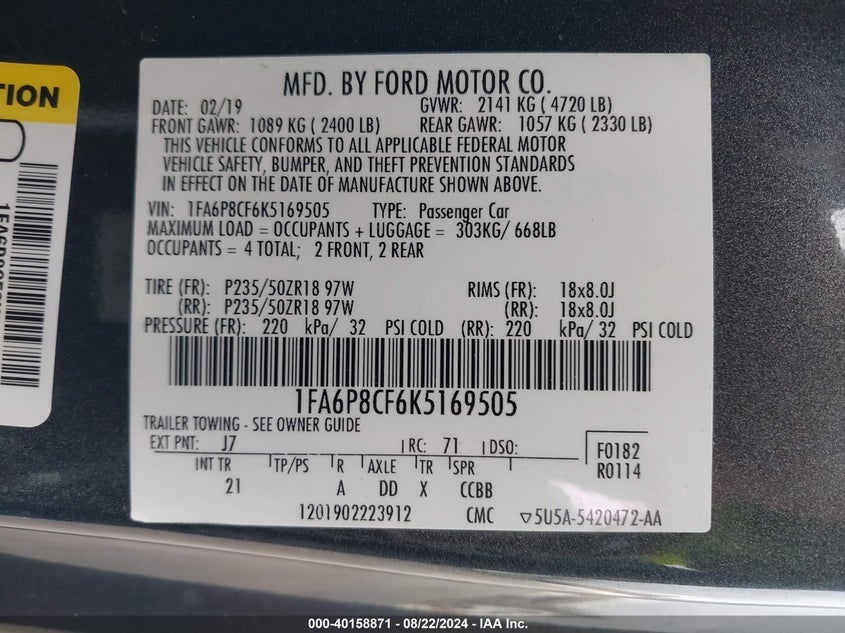 TION
MFD. BY FORD MOTOR CO.
DATE: 02/19 GVWR: 2141 KG ( 4720 LB)
FRONT GAWR: 1089 KG ( 2400 LB) REAR GAWR: 1057 KG ( 2330 LB)
THIS VEHICLE CONFORMS TO ALL APPLICABLE FEDERAL MOTOR
VEHICLE SAFETY, BUMPER, AND THEFT PREVENTION STANDARDS
IN EFFECT ON THE DATE OF MANUFACTURE SHOWN ABOVE.
VIN: 1FA6P8CF6K5169505 TYPE: Passenger Car
MAXIMUM LOAD = OCCUPANTS + LUGGAGE = 303KG/ 668LB
OCCUPANTS = 4 TOTAL; 2 FRONT, 2 REAR
TIRE (FR): P235/50ZR18 97W RIMS (FR): 18x8.0J
(RR): P235/50ZR18 97W (RR): 18x8.0J
PRESSURE (FR): 220 kPa/ 32 PSI COLD (RR): 220 kPa/ 32 PSI COLD
1FA6P8CF6K5169505
TRAILER TOWING - SEE OWNER GUIDE
EXT PNT: J7 RC: 71 DSO: F0182
R0114
INT TR TP/PS R AXLE TR SPR
21 A DD X CCBB
1201902223912 CMC ▽5U5A-5420472-AA
000-40158871 - 08/22/2024 - IAA Inc.